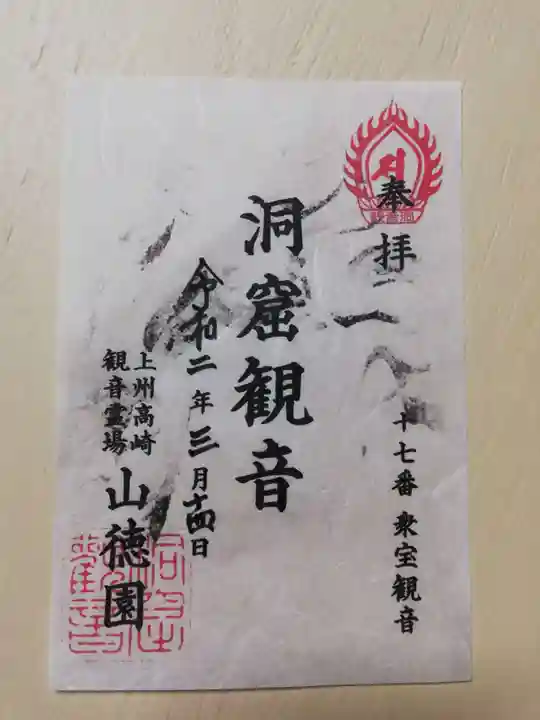 奉拝
十七番 衆宝観音
洞窟観音
令和二年三月十四日
上州高崎
観音霊場
山徳園